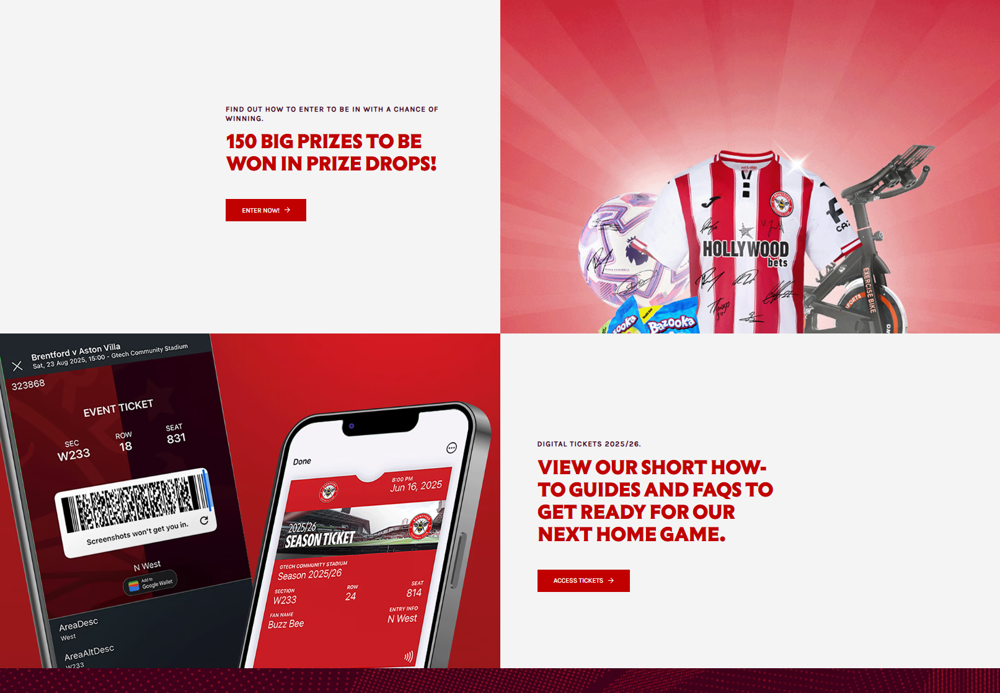 FIND OUT HOW TO ENTER TO BE IN WITH A CHANCE OF
WINNING.
150 BIG PRIZES TO BE
WON IN PRIZE DROPS!
ENTER NOW!
red & white
BRENTFORD
HOLLYWOOD
bets
Thiago
Bazooka
EXERCISE BIKE
SPORTS
Brentford v Aston Villa
Sat, 23 Aug 2025, 15:00 - Gtech Community Stadium
323868
EVENT TICKET
SEC
W233
ROW
18
SEAT
831
Screenshots won't get you in.
N West
Add to
Google Wallet
AreaDesc
West
AreaAltDesc
W233
Done
8:00 PM
Jun 16, 2025
2025/26
SEASON TICKET
BRENTFORD
GTECH COMMUNITY STADIUM
Season 2025/26
SECTION
W233
ROW
24
SEAT
814
FAN NAME
Buzz Bee
ENTRY INFO
N West
DIGITAL TICKETS 2025/26.
VIEW OUR SHORT HOW-
TO GUIDES AND FAQS TO
GET READY FOR OUR
NEXT HOME GAME.
ACCESS TICKETS